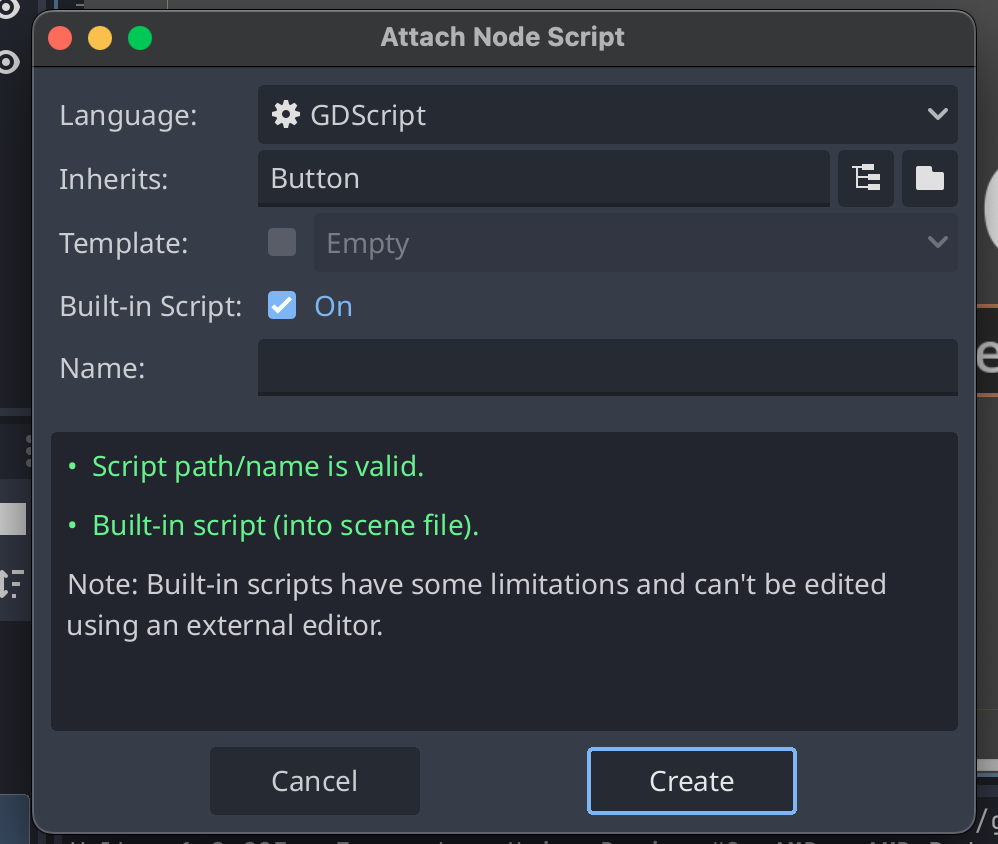 Attach Node Script
Language: GDScript
Inherits: Button
Template: Empty
Built-in Script: On
Name:
• Script path/name is valid.
• Built-in script (into scene file).
Note: Built-in scripts have some limitations and can't be edited
using an external editor.
Cancel Create